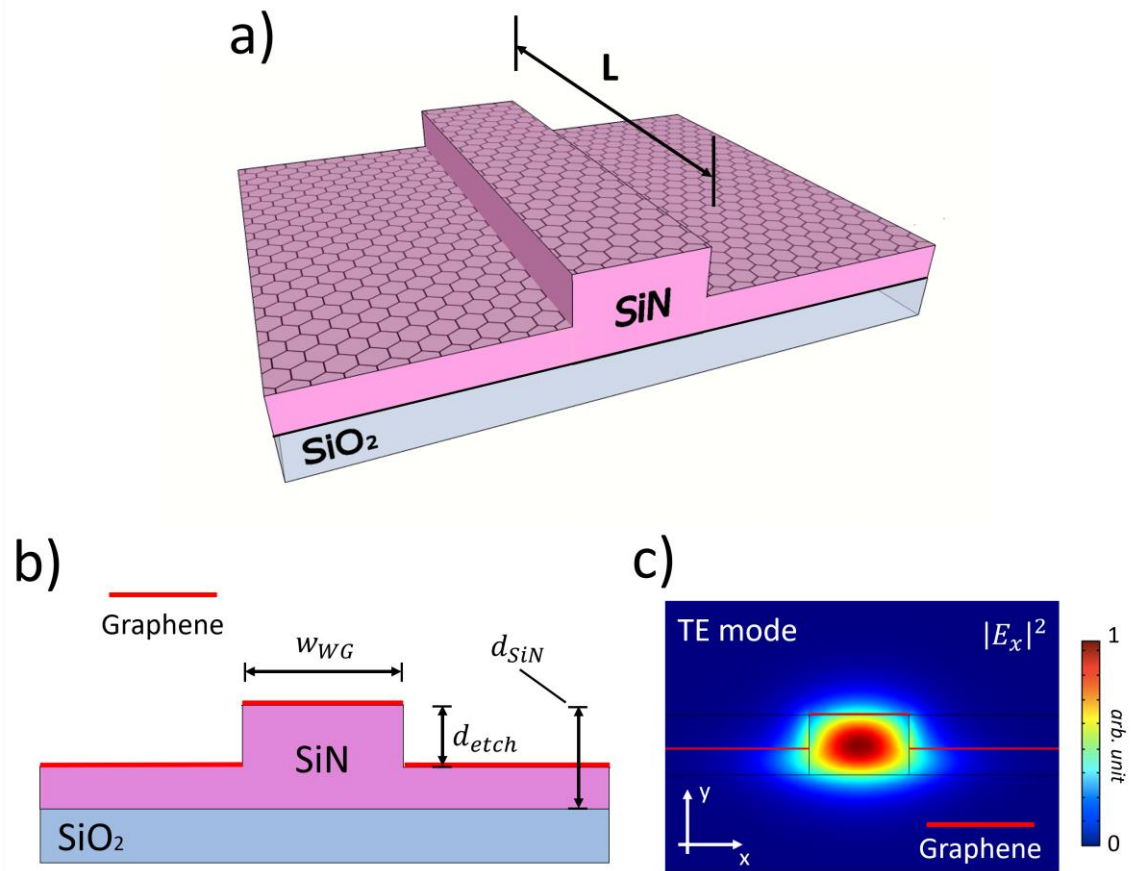 a)
L
SiN
SiO₂
b)
Graphene
w_WG
d_SiN
d_etch
SiN
SiO₂
c)
TE mode
|E_x|²
1
arb. unit
0
y
x
Graphene